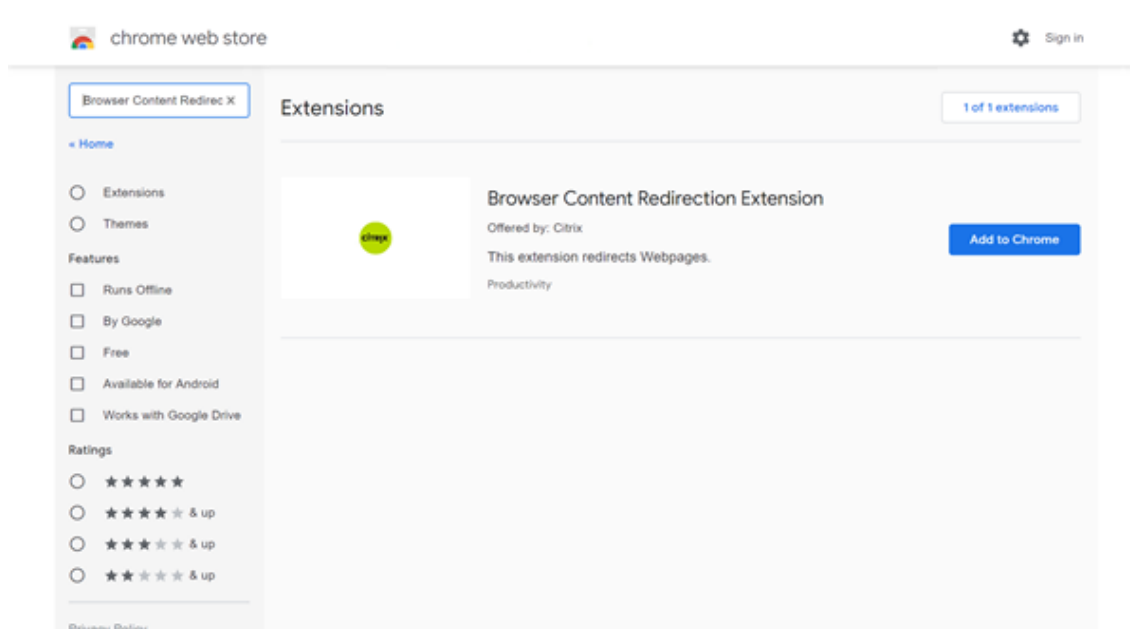 chrome web store
Sign in
Browser Content Redirec X
« Home
Extensions
Themes
Features
Runs Offline
By Google
Free
Available for Android
Works with Google Drive
Ratings
& up
& up
& up
Privacy Policy
Extensions
1 of 1 extensions
citrix
Browser Content Redirection Extension
Offered by: Citrix
This extension redirects Webpages.
Productivity
Add to Chrome